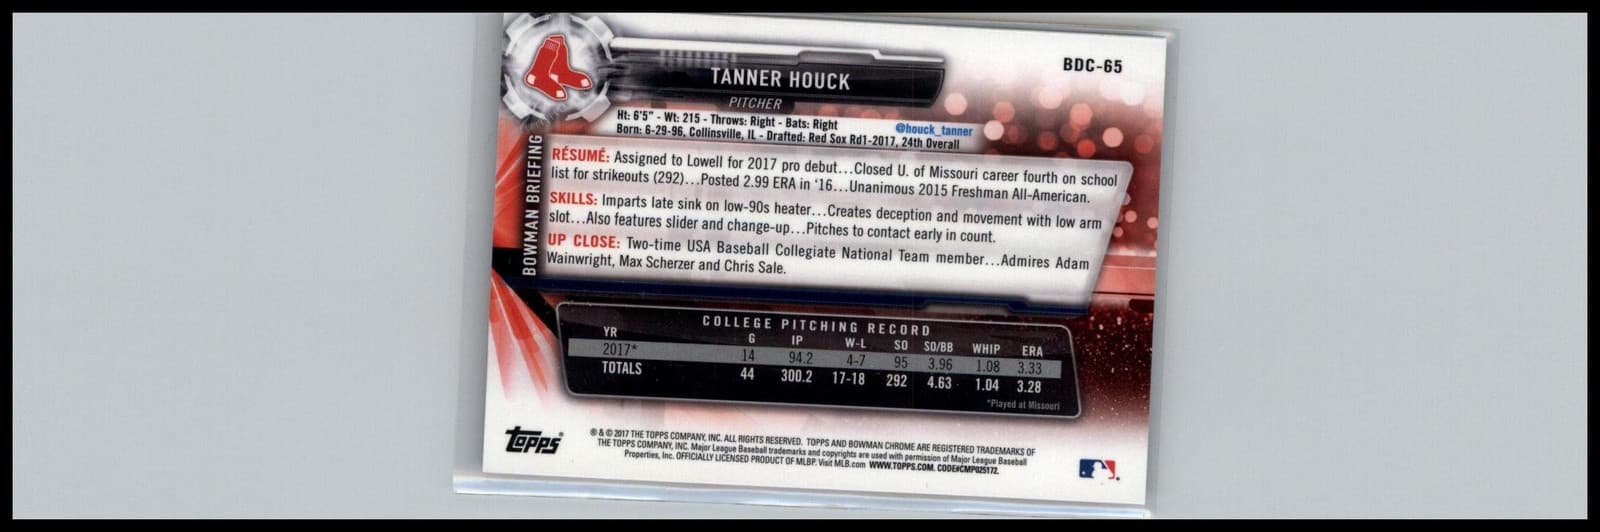 BDC-65
TANNER HOUCK
PITCHER
Ht: 6'5" - Wt: 215 - Throws: Right - Bats: Right @houck_tanner
Born: 6-29-96, Collinsville, IL - Drafted: Red Sox Rd1-2017, 24th Overall
BOWMAN BRIEFING
RÉSUMÉ: Assigned to Lowell for 2017 pro debut...Closed U. of Missouri career fourth on school
list for strikeouts (292)...Posted 2.99 ERA in '16...Unanimous 2015 Freshman All-American.
SKILLS: Imparts late sink on low-90s heater...Creates deception and movement with low arm
slot...Also features slider and change-up...Pitches to contact early in count.
UP CLOSE: Two-time USA Baseball Collegiate National Team member...Admires Adam
Wainwright, Max Scherzer and Chris Sale.
COLLEGE PITCHING RECORD
YR G IP W-L SO SO/BB WHIP ERA
2017* 14 94.2 4-7 95 3.96 1.08 3.33
TOTALS 44 300.2 17-18 292 4.63 1.04 3.28
*Played at Missouri
Topps
® & © 2017 THE TOPPS COMPANY, INC. ALL RIGHTS RESERVED. TOPPS AND BOWMAN CHROME ARE REGISTERED TRADEMARKS OF
THE TOPPS COMPANY, INC. Major League Baseball trademarks and copyrights are used with permission of Major League Baseball
Properties, Inc. OFFICIALLY LICENSED PRODUCT OF MLBP. Visit MLB.com WWW.TOPPS.COM. CODE#CMP025172.